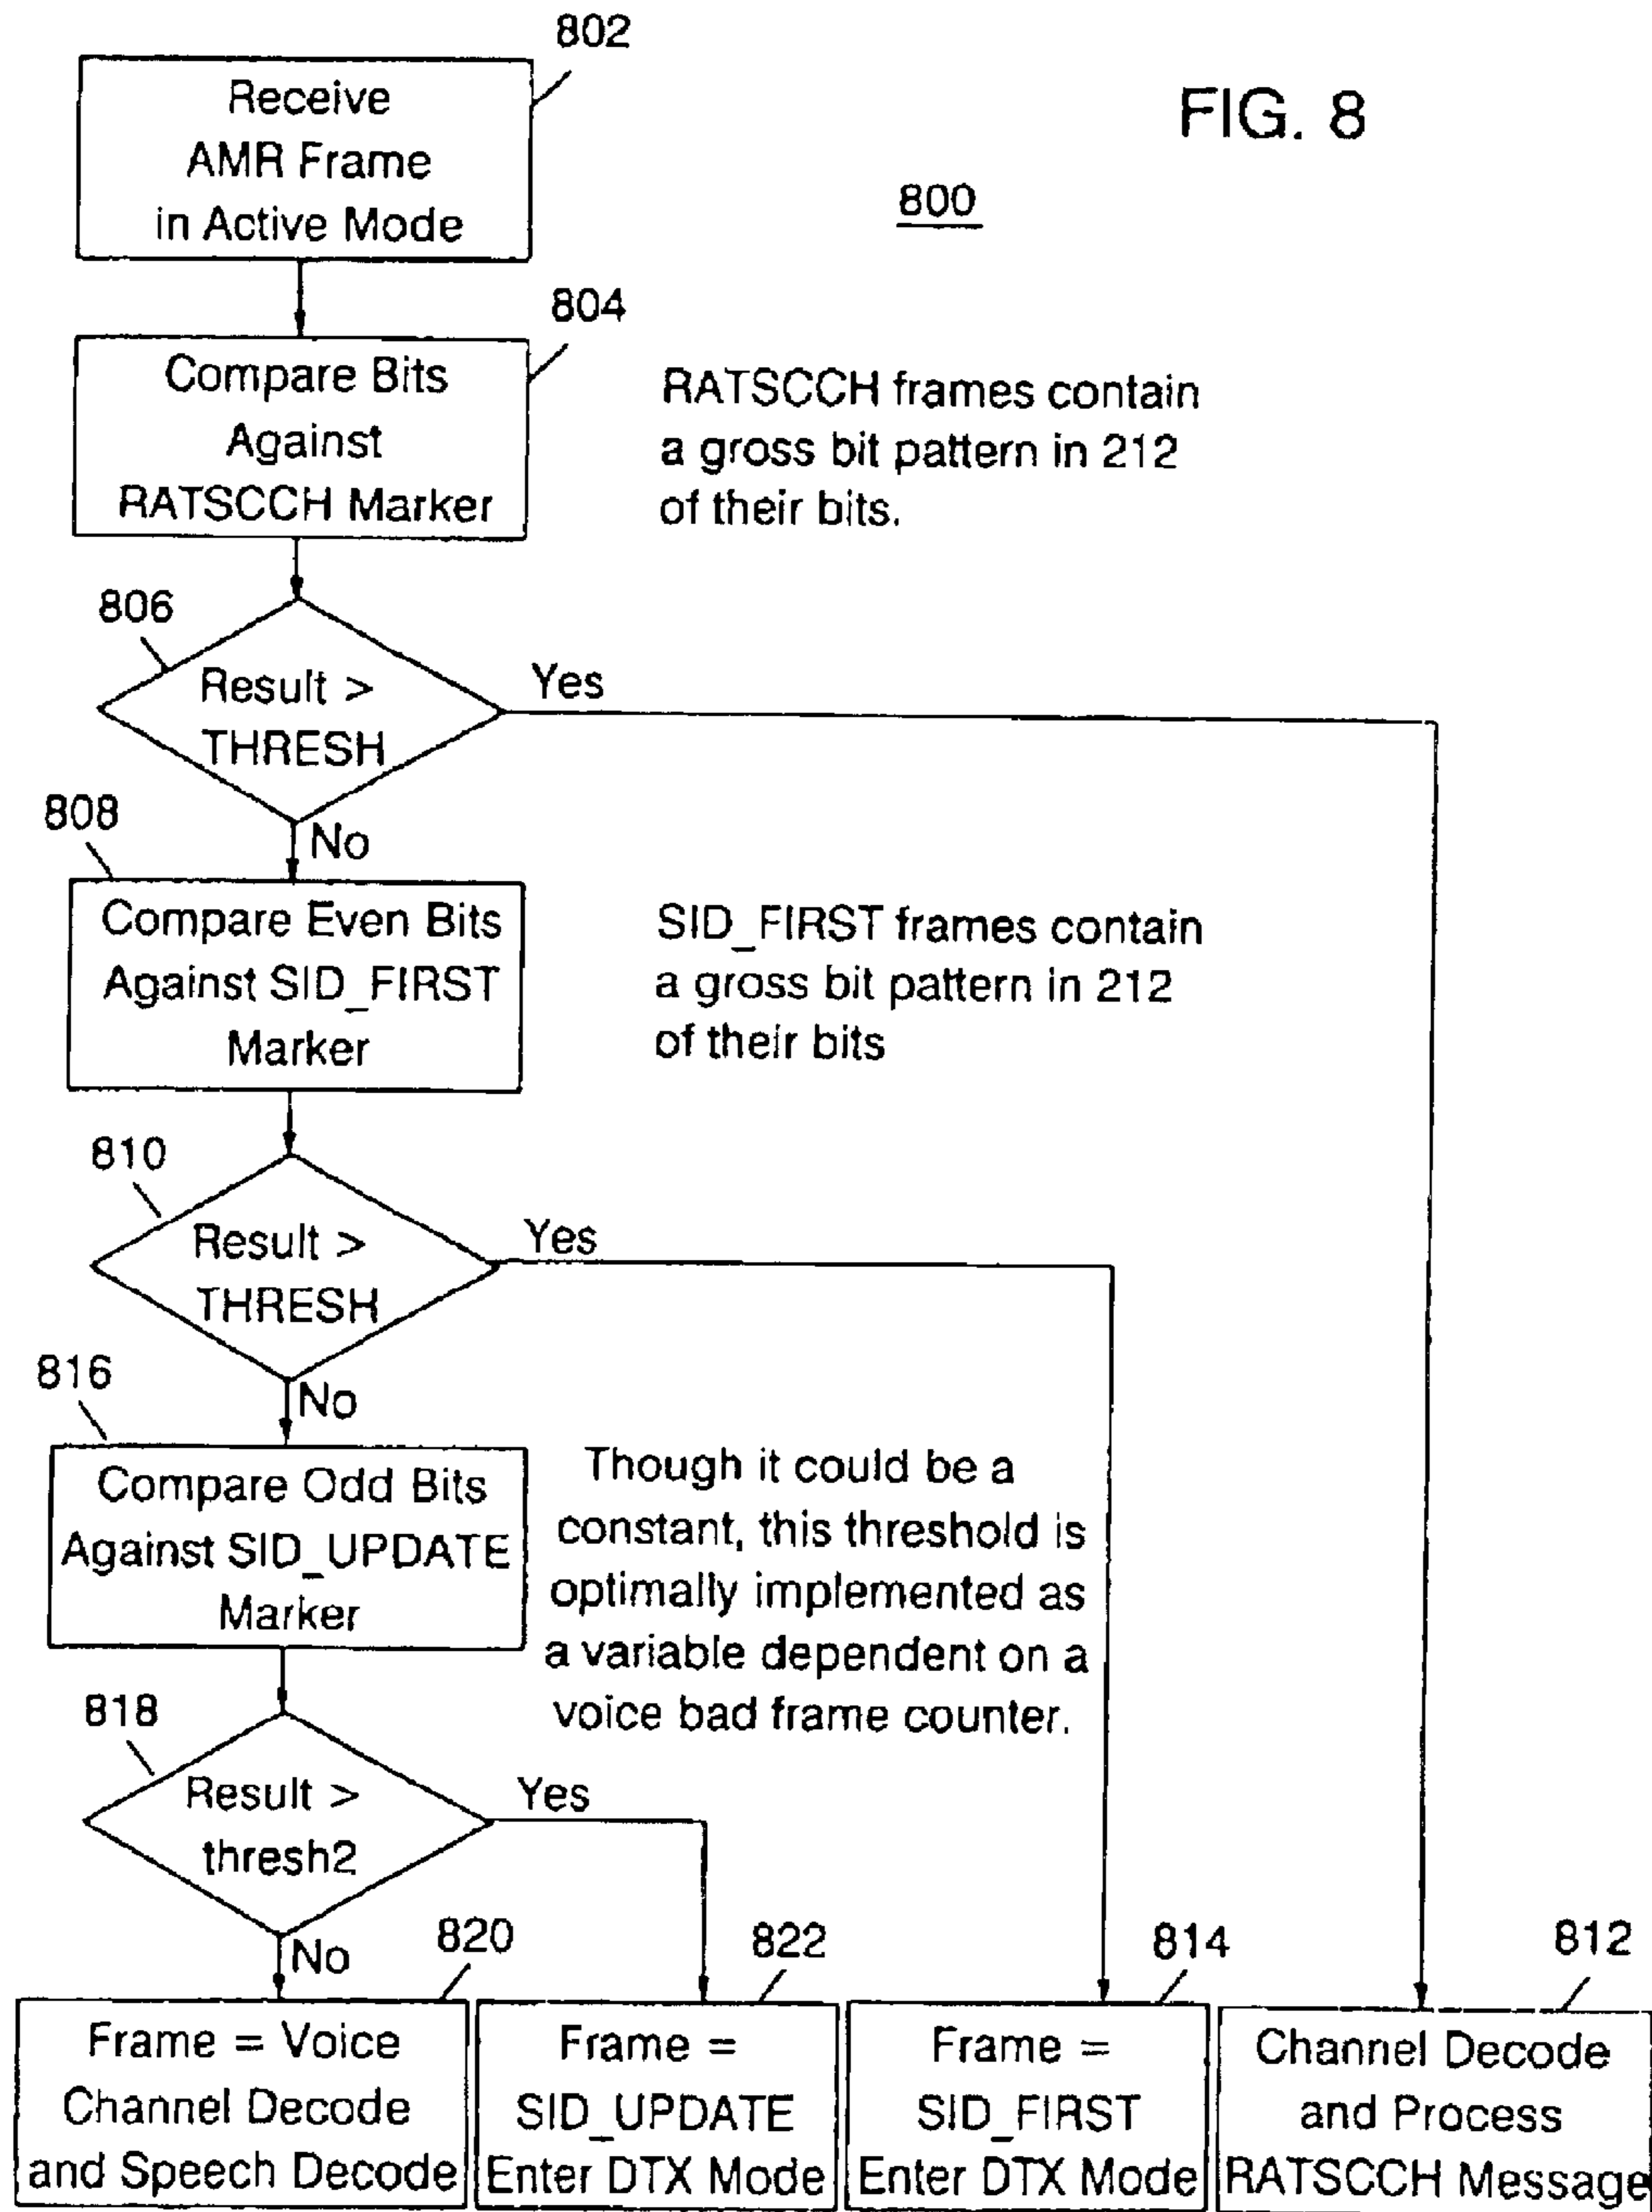 802
Receive
AMR Frame
in Active Mode
FIG. 8
800
804
Compare Bits
Against
RATSCCH Marker
RATSCCH frames contain
a gross bit pattern in 212
of their bits.
806
Result >
THRESH
Yes
No
808
Compare Even Bits
Against SID_FIRST
Marker
SID_FIRST frames contain
a gross bit pattern in 212
of their bits
810
Result >
THRESH
Yes
No
816
Compare Odd Bits
Against SID_UPDATE
Marker
Though it could be a
constant, this threshold is
optimally implemented as
a variable dependent on a
voice bad frame counter.
818
Result >
thresh2
Yes
No
820
Frame = Voice
Channel Decode
and Speech Decode
822
Frame =
SID_UPDATE
Enter DTX Mode
814
Frame =
SID_FIRST
Enter DTX Mode
812
Channel Decode
and Process
RATSCCH Message